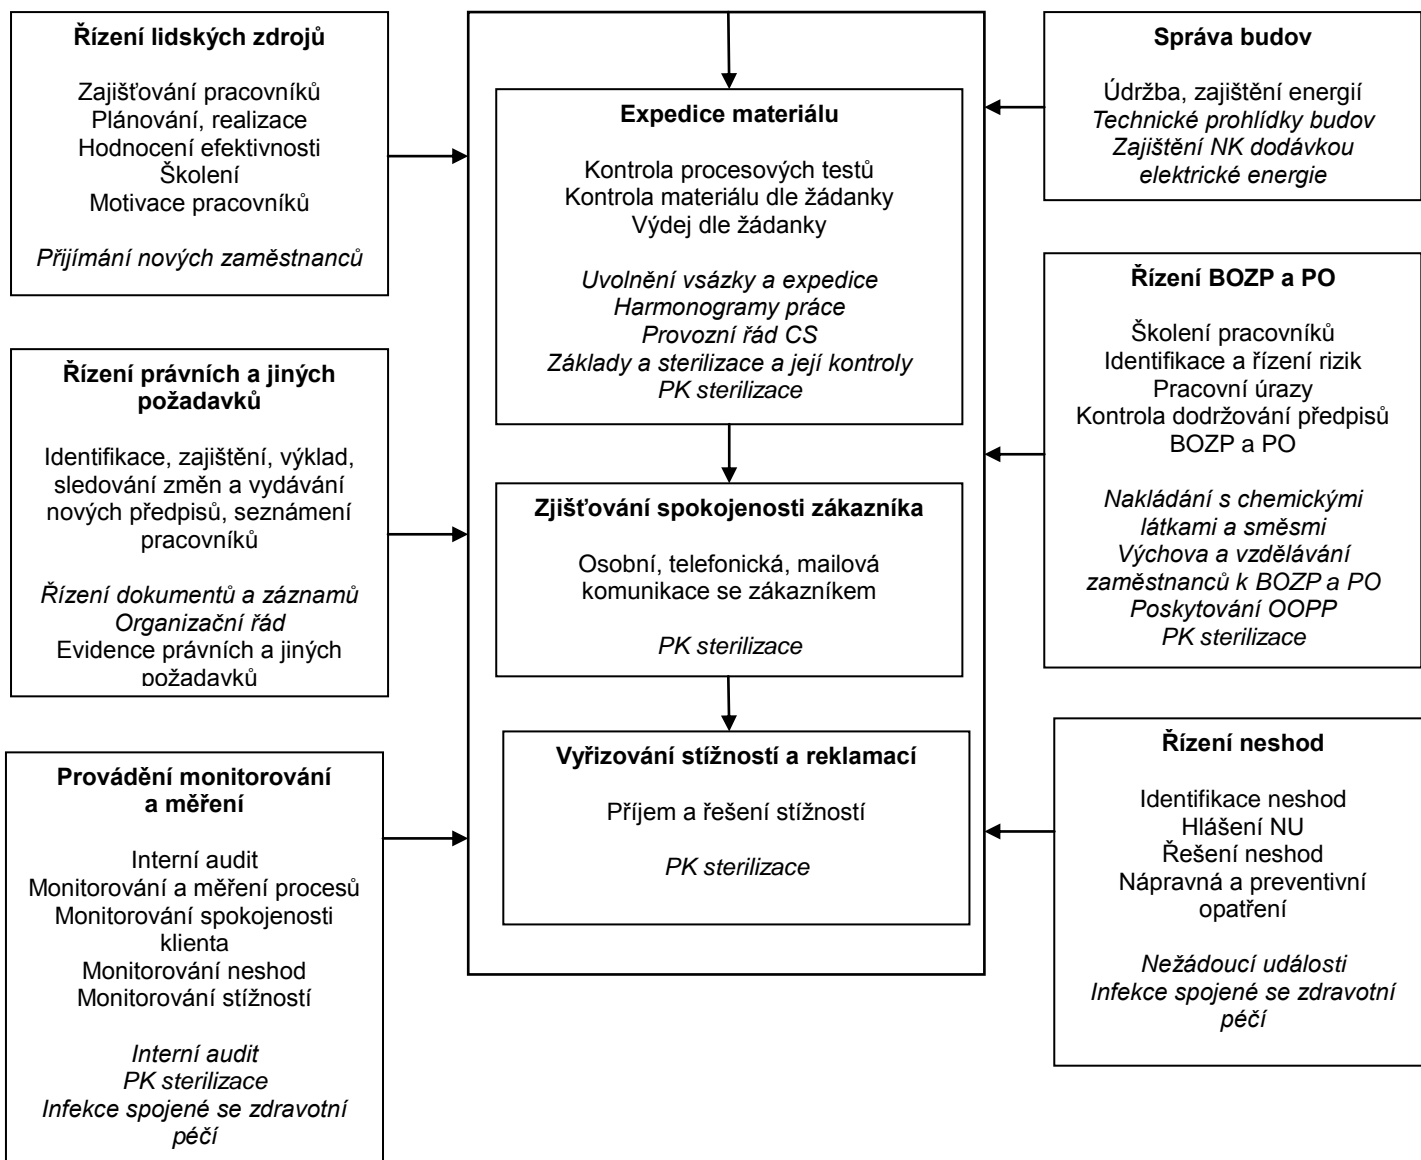 Řízení lidských zdrojů
Zajišťování pracovníků
Plánování, realizace
Hodnocení efektivnosti
Školení
Motivace pracovníků
Přijímání nových zaměstnanců
Řízení právních a jiných
požadavků
Identifikace, zajištění, výklad,
sledování změn a vydávání
nových předpisů, seznámení
pracovníků
Řízení dokumentů a záznamů
Organizační řád
Evidence právních a jiných
požadavků
Provádění monitorování
a měření
Interní audit
Monitorování a měření procesů
Monitorování spokojenosti
klienta
Monitorování neshod
Monitorování stížností
Interní audit
PK sterilizace
Infekce spojené se zdravotní
péčí
Expedice materiálu
Kontrola procesových testů
Kontrola materiálu dle žádanky
Výdej dle žádanky
Uvolnění vsázky a expedice
Harmonogramy práce
Provozní řád CS
Základy a sterilizace a její kontroly
PK sterilizace
Zjišťování spokojenosti zákazníka
Osobní, telefonická, mailová
komunikace se zákazníkem
PK sterilizace
Vyřizování stížností a reklamací
Příjem a řešení stížností
PK sterilizace
Správa budov
Údržba, zajištění energií
Technické prohlídky budov
Zajištění NK dodávkou
elektrické energie
Řízení BOZP a PO
Školení pracovníků
Identifikace a řízení rizik
Pracovní úrazy
Kontrola dodržování předpisů
BOZP a PO
Nakládání s chemickými
látkami a směsmi
Výchova a vzdělávání
zaměstnanců k BOZP a PO
Poskytování OOPP
PK sterilizace
Řízení neshod
Identifikace neshod
Hlášení NU
Řešení neshod
Nápravná a preventivní
opatření
Nežádoucí události
Infekce spojené se zdravotní
péčí